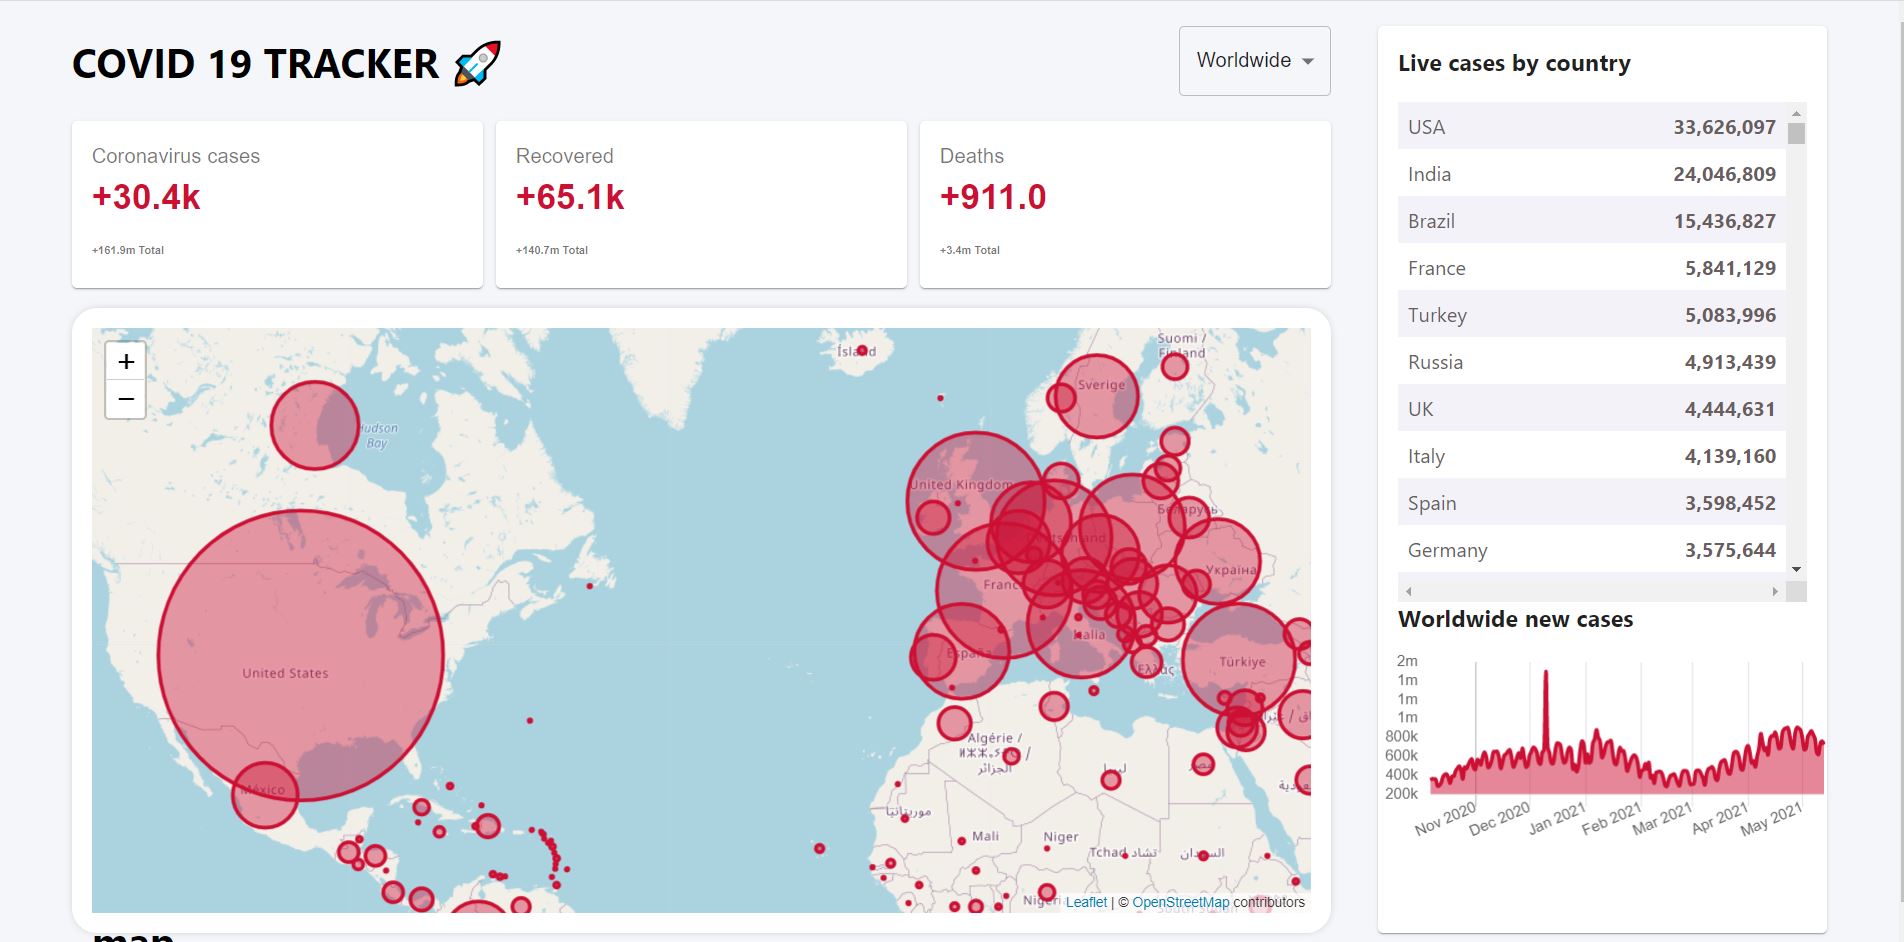 COVID 19 TRACKER 🚀
Worldwide
Coronavirus cases
+30.4k
+161.9m Total
Recovered
+65.1k
+140.7m Total
Deaths
+911.0
+3.4m Total
+
−
Hudson
Bay
United States
México
Ísland
Sverige
Suomi /
Finland
United Kingdom
Беларусь
Deutschland
France
Україна
Italia
España
Ελλάς
Türkiye
Algérie /
الجزائر
ليبيا
مصر
موريتانيا
Mali
Niger
Tchad تشاد
السودان
Leaflet | © OpenStreetMap contributors
map
Live cases by country
USA 33,626,097
India 24,046,809
Brazil 15,436,827
France 5,841,129
Turkey 5,083,996
Russia 4,913,439
UK 4,444,631
Italy 4,139,160
Spain 3,598,452
Germany 3,575,644
Worldwide new cases
2m
1m
1m
1m
800k
600k
400k
200k
Nov 2020
Dec 2020
Jan 2021
Feb 2021
Mar 2021
Apr 2021
May 2021